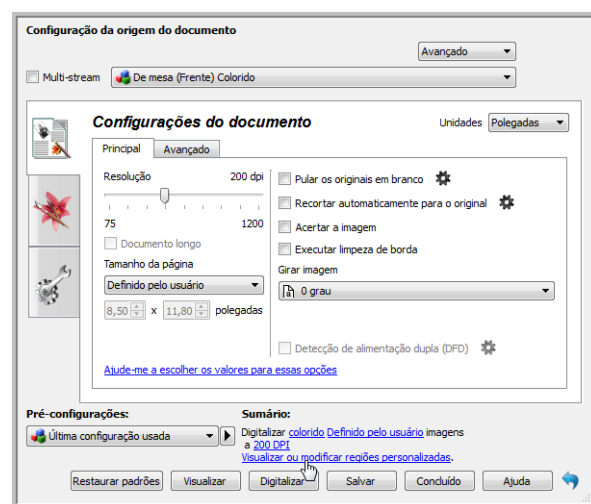 Configuração da origem do documento
Avançado
Multi-stream De mesa (Frente) Colorido
Configurações do documento Unidades Polegadas
Principal Avançado
Resolução 200 dpi
75 1200
Documento longo
Tamanho da página
Definido pelo usuário
8,50 x 11,80 polegadas
Pular os originais em branco
Recortar automaticamente para o original
Acertar a imagem
Executar limpeza de borda
Girar imagem
0 grau
Detecção de alimentação dupla (DFD)
Ajude-me a escolher os valores para essas opções
Pré-configurações:
Última configuração usada
Sumário:
Digitalizar colorido Definido pelo usuário imagens
a 200 DPI
Visualizar ou modificar regiões personalizadas.
Restaurar padrões Visualizar Digitalizar Salvar Concluído Ajuda